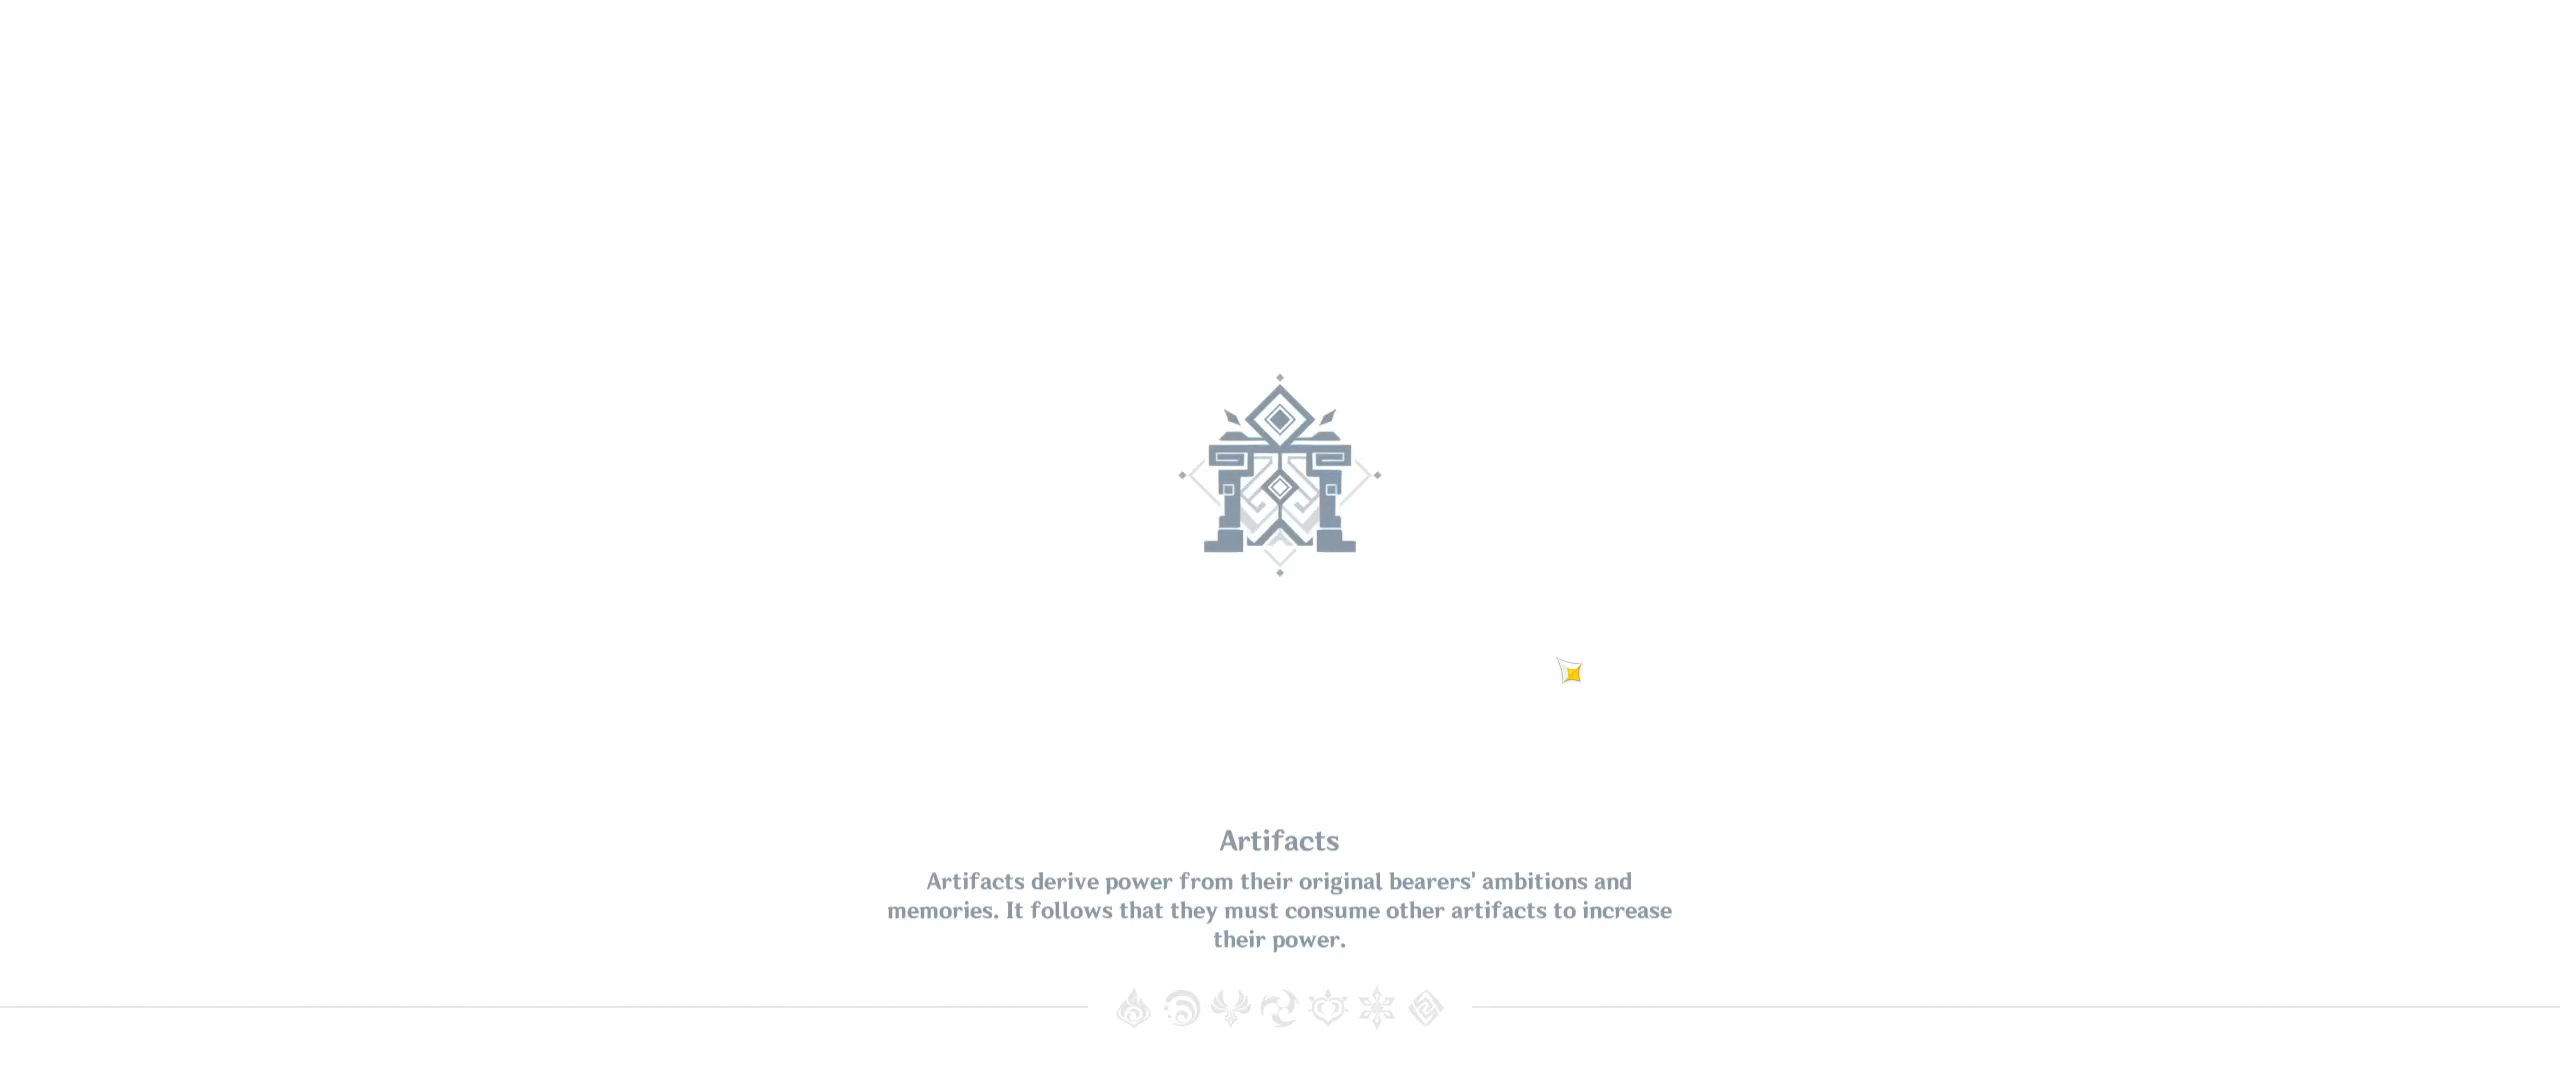 Artifacts
Artifacts derive power from their original bearers' ambitions and
memories. It follows that they must consume other artifacts to increase
their power.